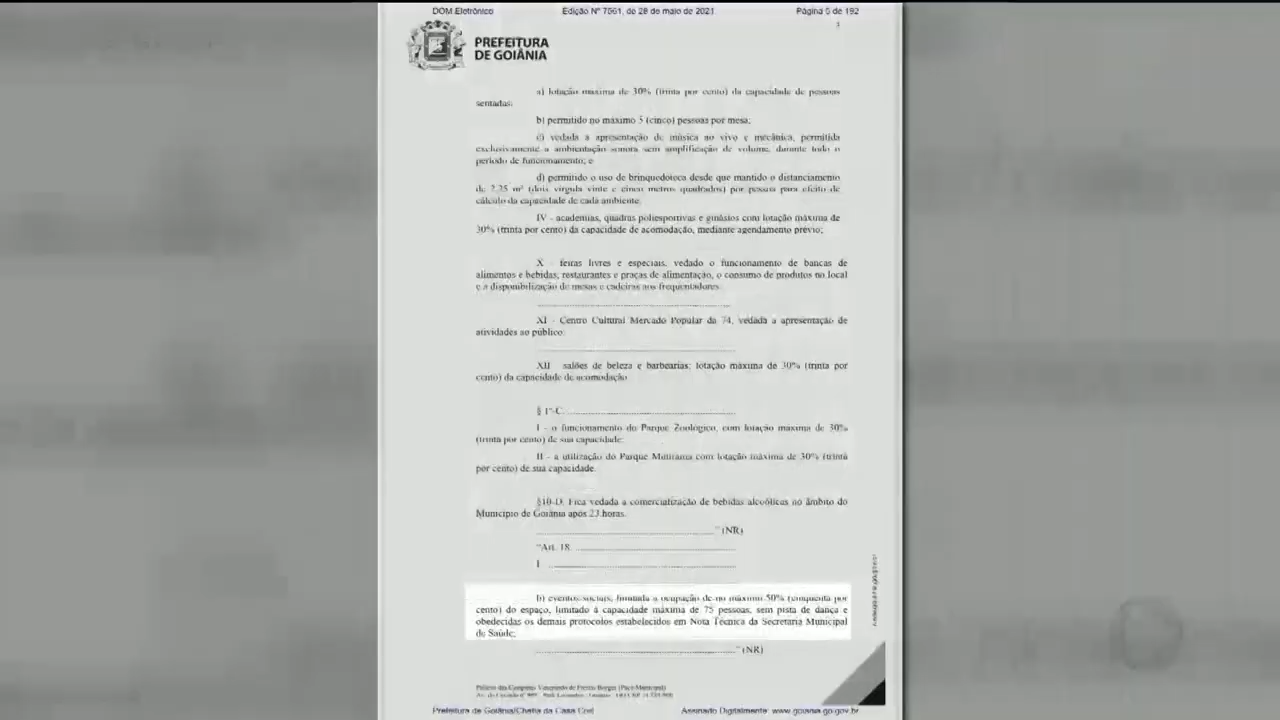 DOM Eletrônico Edição Nº 7561, de 28 de maio de 2021 Página 5 de 192
PREFEITURA
DE GOIÂNIA
a) lotação máxima de 30% (trinta por cento) da capacidade de pessoas
sentadas;
b) permitido no máximo 5 (cinco) pessoas por mesa;
c) vedada a apresentação de música ao vivo e mecânica, permitida
exclusivamente a ambientação sonora sem amplificação de volume, durante todo o
período de funcionamento; e
d) permitido o uso de brinquedoteca desde que mantido o distanciamento
de 2,25 m² (dois vírgula vinte e cinco metros quadrados) por pessoa para efeito de
cálculo da capacidade de cada ambiente;
IV - academias, quadras poliesportivas e ginásios com lotação máxima de
30% (trinta por cento) da capacidade de acomodação, mediante agendamento prévio;
X - feiras livres e especiais, vedado o funcionamento de bancas de
alimentos e bebidas, restaurantes e praças de alimentação, o consumo de produtos no local
e a disponibilização de mesas e cadeiras aos frequentadores.
XI - Centro Cultural Mercado Popular da 74, vedada a apresentação de
atividades ao público.
XII - salões de beleza e barbearias; lotação máxima de 30% (trinta por
cento) da capacidade de acomodação.
§ 1º-C. ..........................................................
I - o funcionamento do Parque Zoológico, com lotação máxima de 30%
(trinta por cento) de sua capacidade;
II - a utilização do Parque Mutirama com lotação máxima de 30% (trinta
por cento) de sua capacidade.
§10-D. Fica vedada a comercialização de bebidas alcoólicas no âmbito do
Município de Goiânia após 23 horas.
.............................................................." (NR)
"Art. 18. ......................................................
I ................................................................
b) eventos sociais, limitada a ocupação de no máximo 50% (cinquenta por
cento) do espaço, limitado à capacidade máxima de 75 pessoas, sem pista de dança e
obedecidas os demais protocolos estabelecidos em Nota Técnica da Secretaria Municipal
de Saúde;
......................................................................" (NR)
Prefeitura de Goiânia/Chefia da Casa Civil Assinado Digitalmente: www.goiania.go.gov.br